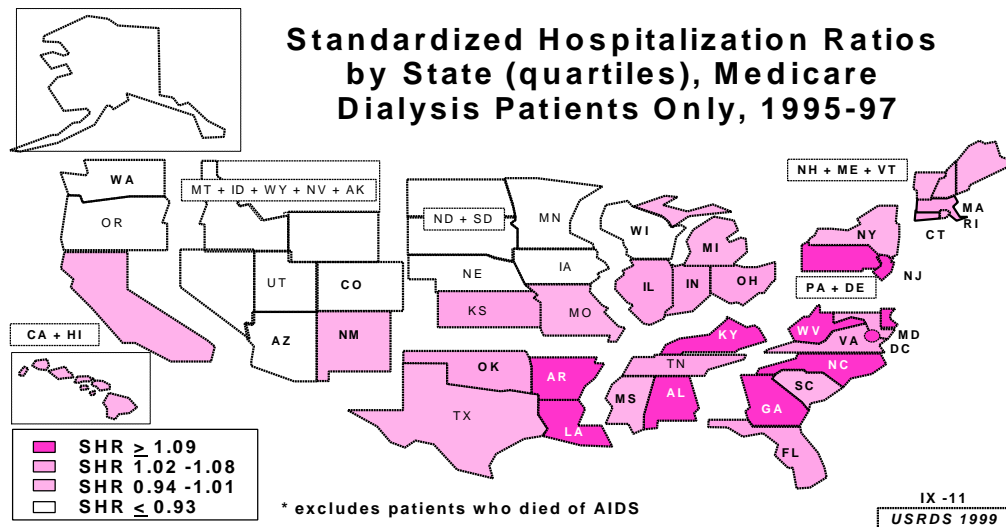 Standardized Hospitalization Ratios
by State (quartiles), Medicare
Dialysis Patients Only, 1995-97
WA
MT + ID + WY + NV + AK
NH + ME + VT
OR
ND + SD
MN
WI
MI
NY
MA
RI
CT
NJ
PA + DE
UT
CO
NE
IA
IL
IN
OH
KS
MO
CA + HI
AZ
NM
KY
WV
VA
MD
DC
OK
AR
TN
NC
SC
TX
MS
AL
GA
LA
FL
SHR ≥ 1.09
SHR 1.02 -1.08
SHR 0.94 -1.01
SHR ≤ 0.93
* excludes patients who died of AIDS
IX -11
USRDS 1999